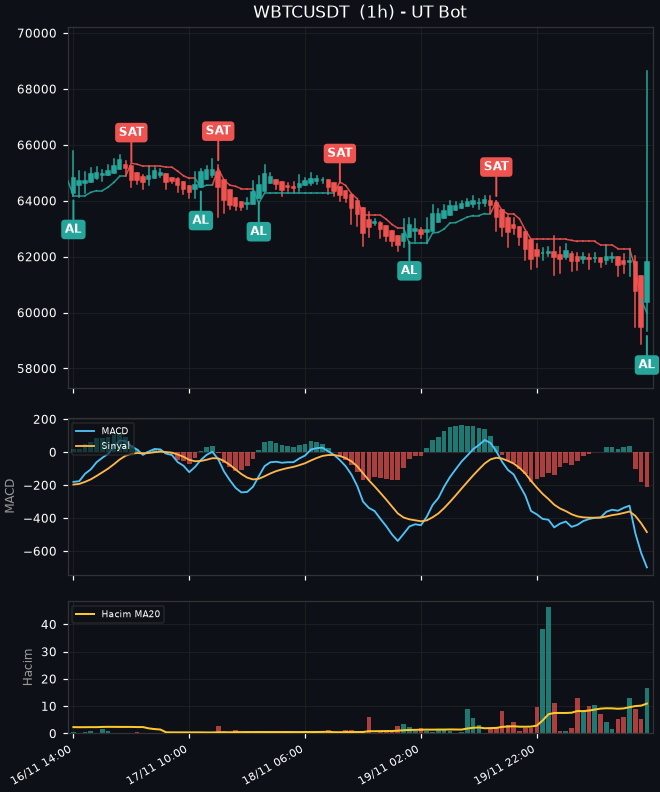 WBTCUSDT (1h) - UT Bot
70000
68000
66000
64000
62000
60000
58000
SAT
SAT
SAT
SAT
AL
AL
AL
AL
AL
MACD
200
0
−200
−400
−600
MACD
Sinyal
Hacim
40
30
20
10
0
Hacim MA20
16/11 14:00
17/11 10:00
18/11 06:00
19/11 02:00
19/11 22:00